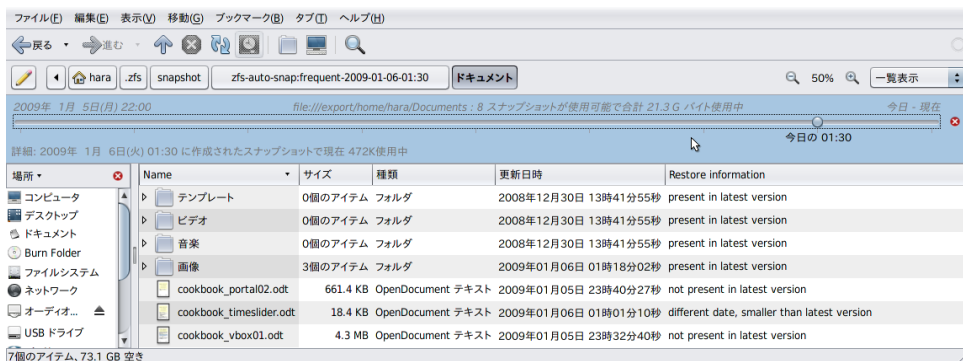 ファイル(F) 編集(E) 表示(V) 移動(G) ブックマーク(B) タブ(T) ヘルプ(H)
戻る 進む
hara .zfs snapshot zfs-auto-snap:frequent-2009-01-06-01:30 ドキュメント 50% 一覧表示
2009年 1月 5日(月) 22:00 file:///export/home/hara/Documents : 8 スナップショットが使用可能で合計 21.3 G バイト使用中 今日 - 現在
今日の 01:30
詳細: 2009年 1月 6日(火) 01:30 に作成されたスナップショットで現在 472K使用中
場所 Name サイズ 種類 更新日時 Restore information
コンピュータ テンプレート 0個のアイテム フォルダ 2008年12月30日 13時41分55秒 present in latest version
デスクトップ ビデオ 0個のアイテム フォルダ 2008年12月30日 13時41分55秒 present in latest version
ドキュメント 音楽 0個のアイテム フォルダ 2008年12月30日 13時41分55秒 present in latest version
Burn Folder 画像 3個のアイテム フォルダ 2009年01月06日 01時18分02秒 present in latest version
ファイルシステム cookbook_portal02.odt 661.4 KB OpenDocument テキスト 2009年01月05日 23時40分27秒 not present in latest version
ネットワーク cookbook_timeslider.odt 18.4 KB OpenDocument テキスト 2009年01月06日 01時01分10秒 different date, smaller than latest version
オーディオ... cookbook_vbox01.odt 4.3 MB OpenDocument テキスト 2009年01月05日 23時32分40秒 not present in latest version
USB ドライブ
7個のアイテム、73.1 GB 空き